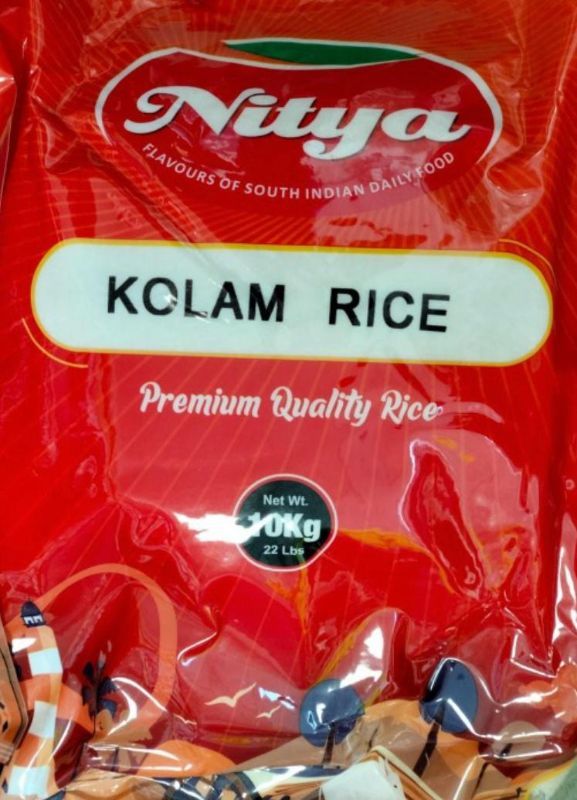 Nitya
FLAVOURS OF SOUTH INDIAN DAILY FOOD
KOLAM RICE
Premium Quality Rice
Net Wt.
10Kg
22 Lbs